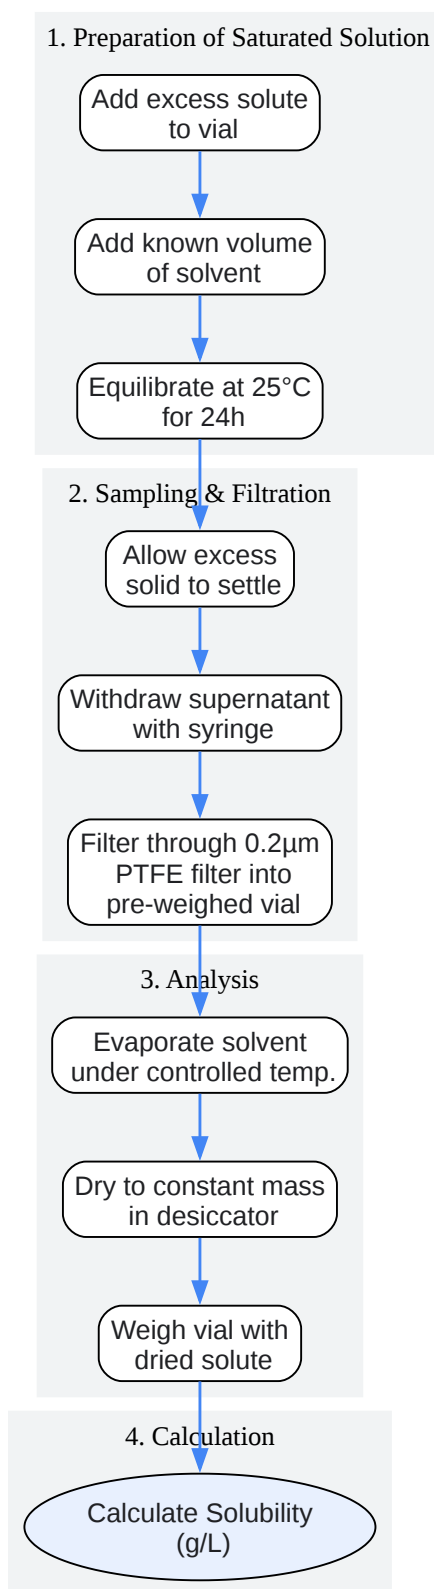 1. Preparation of Saturated Solution
Add excess solute
to vial
Add known volume
of solvent
Equilibrate at 25°C
for 24h
2. Sampling & Filtration
Allow excess
solid to settle
Withdraw supernatant
with syringe
Filter through 0.2µm
PTFE filter into
pre-weighed vial
3. Analysis
Evaporate solvent
under controlled temp.
Dry to constant mass
in desiccator
Weigh vial with
dried solute
4. Calculation
Calculate Solubility
(g/L)